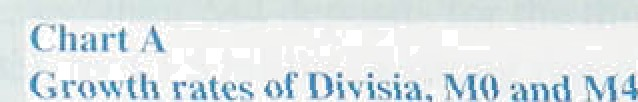 Chart A
Growth rates of Divisia, M0 and M4